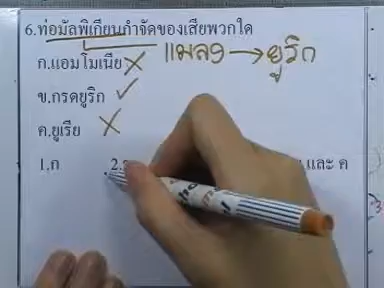 6.ท่อมัลพิเกียนกำจัดของเสียพวกใด
แมลง → ยูริก
ก.แอมโมเนีย ✗
ข.กรดยูริก ✓
ค.ยูเรีย ✗
1.ก 2. และ ค